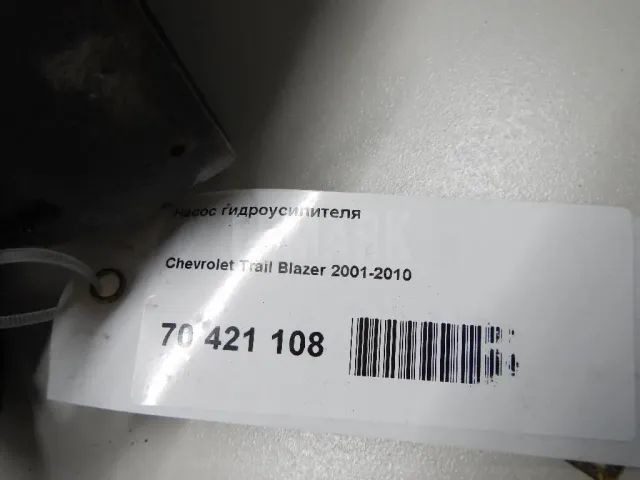 Насос гидроусилителя
Chevrolet Trail Blazer 2001-2010
70 421 108